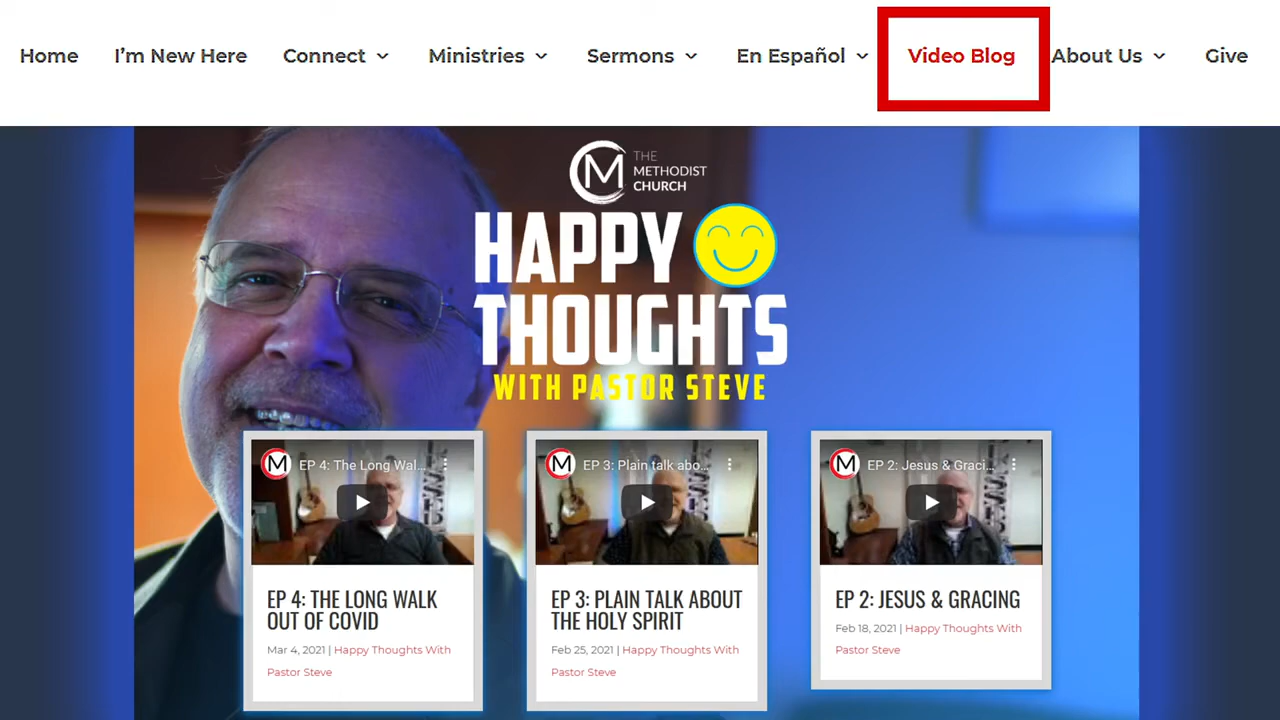 Home I'm New Here Connect Ministries Sermons En Español Video Blog About Us Give
THE
METHODIST
CHURCH
HAPPY
THOUGHTS
WITH PASTOR STEVE
M EP 4: The Long Wal...
EP 4: THE LONG WALK
OUT OF COVID
Mar 4, 2021 | Happy Thoughts With
Pastor Steve
M EP 3: Plain talk abo...
EP 3: PLAIN TALK ABOUT
THE HOLY SPIRIT
Feb 25, 2021 | Happy Thoughts With
Pastor Steve
M EP 2: Jesus & Graci...
EP 2: JESUS & GRACING
Feb 18, 2021 | Happy Thoughts With
Pastor Steve